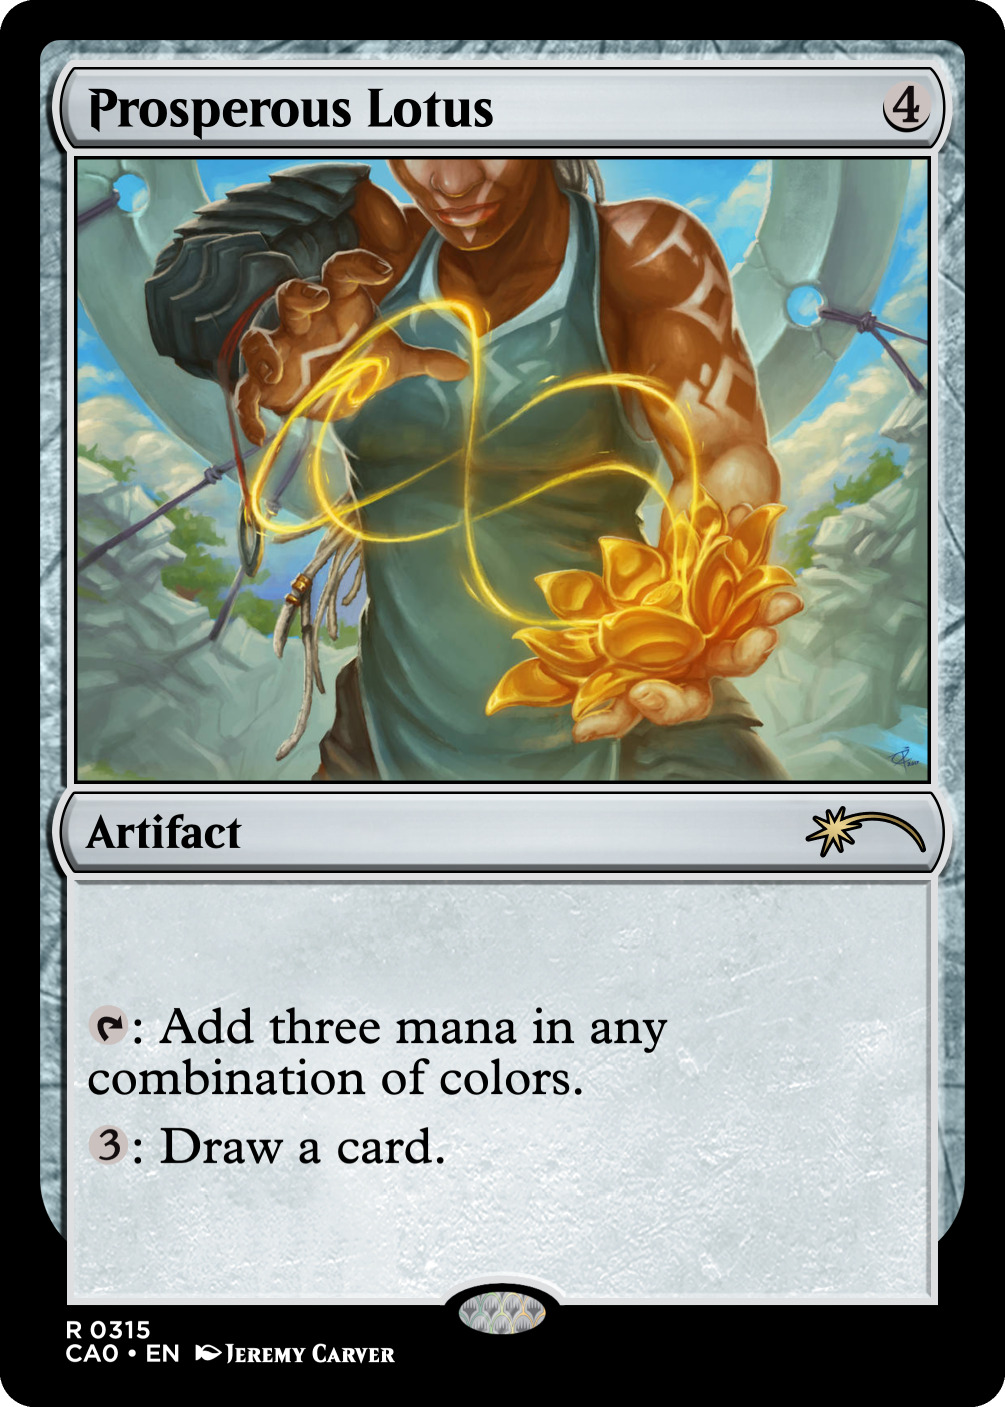 Prosperous Lotus 4
Artifact
: Add three mana in any
combination of colors.
3: Draw a card.
R 0315
CAO • EN JEREMY CARVER